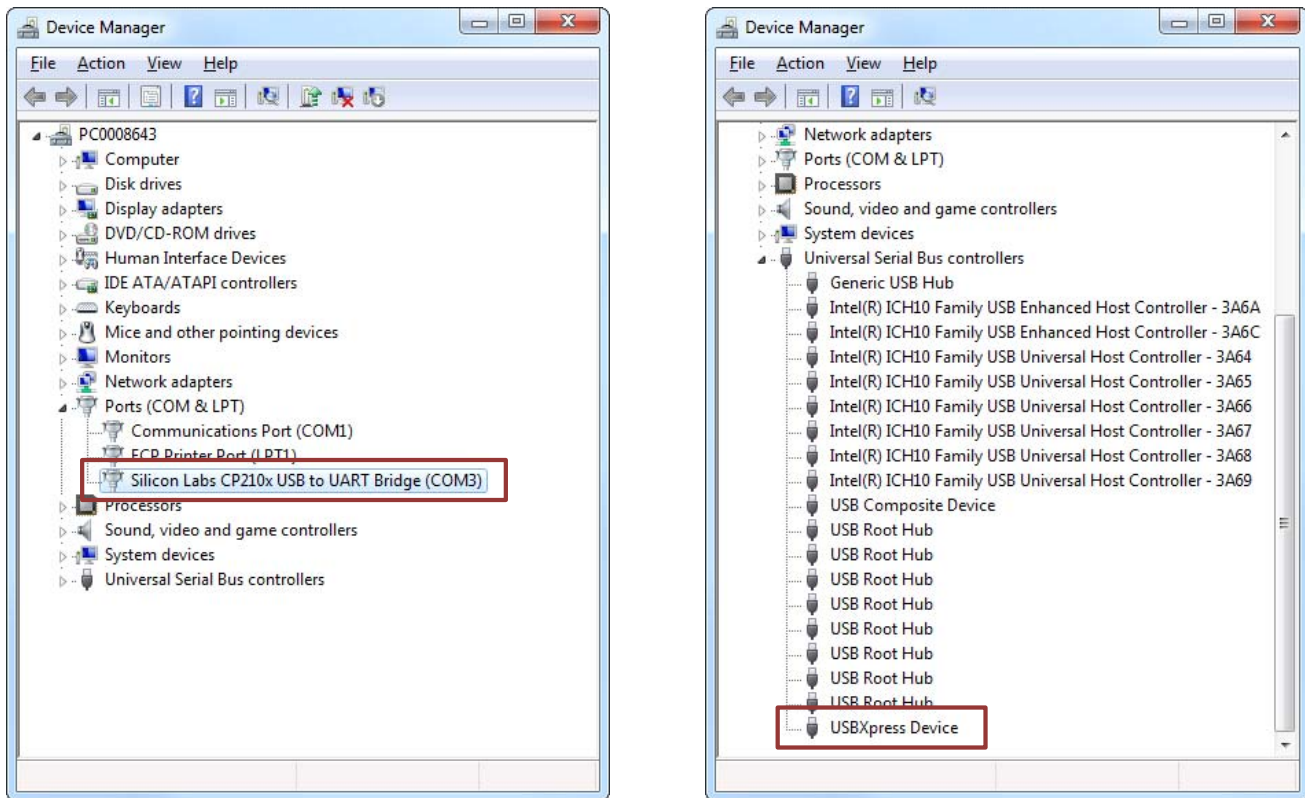 Device Manager
File Action View Help
PC0008643
Computer
Disk drives
Display adapters
DVD/CD-ROM drives
Human Interface Devices
IDE ATA/ATAPI controllers
Keyboards
Mice and other pointing devices
Monitors
Network adapters
Ports (COM & LPT)
Communications Port (COM1)
ECP Printer Port (LPT1)
Silicon Labs CP210x USB to UART Bridge (COM3)
Processors
Sound, video and game controllers
System devices
Universal Serial Bus controllers
Device Manager
File Action View Help
Network adapters
Ports (COM & LPT)
Processors
Sound, video and game controllers
System devices
Universal Serial Bus controllers
Generic USB Hub
Intel(R) ICH10 Family USB Enhanced Host Controller - 3A6A
Intel(R) ICH10 Family USB Enhanced Host Controller - 3A6C
Intel(R) ICH10 Family USB Universal Host Controller - 3A64
Intel(R) ICH10 Family USB Universal Host Controller - 3A65
Intel(R) ICH10 Family USB Universal Host Controller - 3A66
Intel(R) ICH10 Family USB Universal Host Controller - 3A67
Intel(R) ICH10 Family USB Universal Host Controller - 3A68
Intel(R) ICH10 Family USB Universal Host Controller - 3A69
USB Composite Device
USB Root Hub
USB Root Hub
USB Root Hub
USB Root Hub
USB Root Hub
USB Root Hub
USB Root Hub
USB Root Hub
USBXpress Device